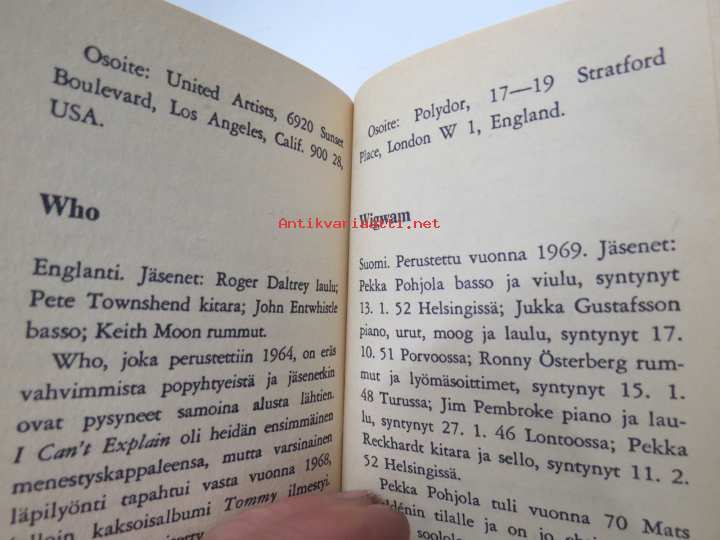 Osoite: United Artists, 6920 Sunset
Boulevard, Los Angeles, Calif. 900 28,
USA.
Who
Englanti. Jäsenet: Roger Daltrey laulu;
Pete Townshend kitara; John Entwhistle
basso; Keith Moon rummut.
Who, joka perustettiin 1964, on eräs
vahvimmista popyhtyeistä ja jäsenetkin
ovat pysyneet samoina alusta lähtien.
I Can't Explain oli heidän ensimmäinen
menestyskappaleensa, mutta varsinainen
läpilyönti tapahtui vasta vuonna 1968,
kaksoisalbumi Tommy ilmestyi.
Osoite: Polydor, 17—19 Stratford
Place, London W 1, England.
Wigwam
Suomi. Perustettu vuonna 1969. Jäsenet:
Pekka Pohjola basso ja viulu, syntynyt
13. 1. 52 Helsingissä; Jukka Gustafsson
piano, urut, moog ja laulu, syntynyt 17.
10. 51 Porvoossa; Ronny Österberg rum-
mut ja lyömäsoittimet, syntynyt 15. 1.
48 Turussa; Jim Pembroke piano ja lau-
lu, syntynyt 27. 1. 46 Lontoossa; Pekka
Reckhardt kitara ja sello, syntynyt 11. 2.
52 Helsingissä.
Pekka Pohjola tuli vuonna 70 Mats
tilalle ja on jo
Antikvariaatti.net